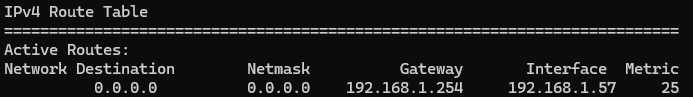 IPv4 Route Table
===========================================================================
Active Routes:
Network Destination        Netmask          Gateway       Interface  Metric
          0.0.0.0          0.0.0.0    192.168.1.254     192.168.1.57     25